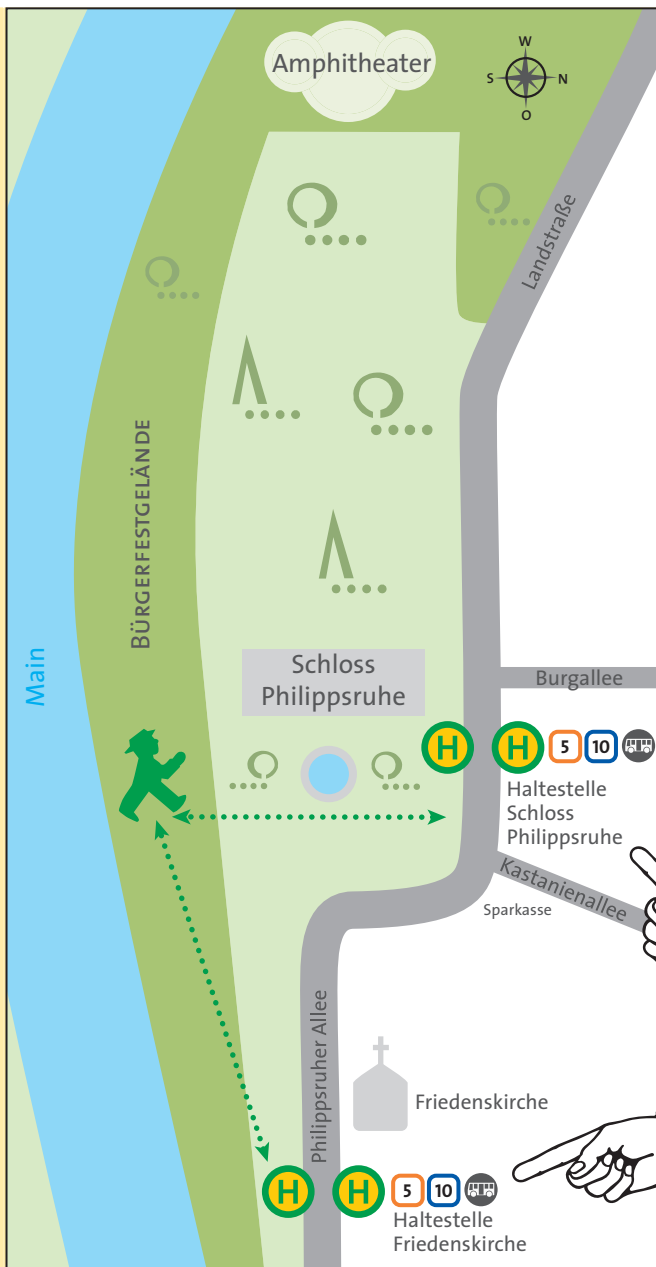 Amphitheater
W
S
N
O
Landstraße
BÜRGERFESTGELÄNDE
Main
Schloss
Philippsruhe
Burgallee
H
H
5
10
Haltestelle
Schloss
Philippsruhe
Kastanienallee
Sparkasse
Philippsruher Allee
Friedenskirche
H
H
5
10
Haltestelle
Friedenskirche